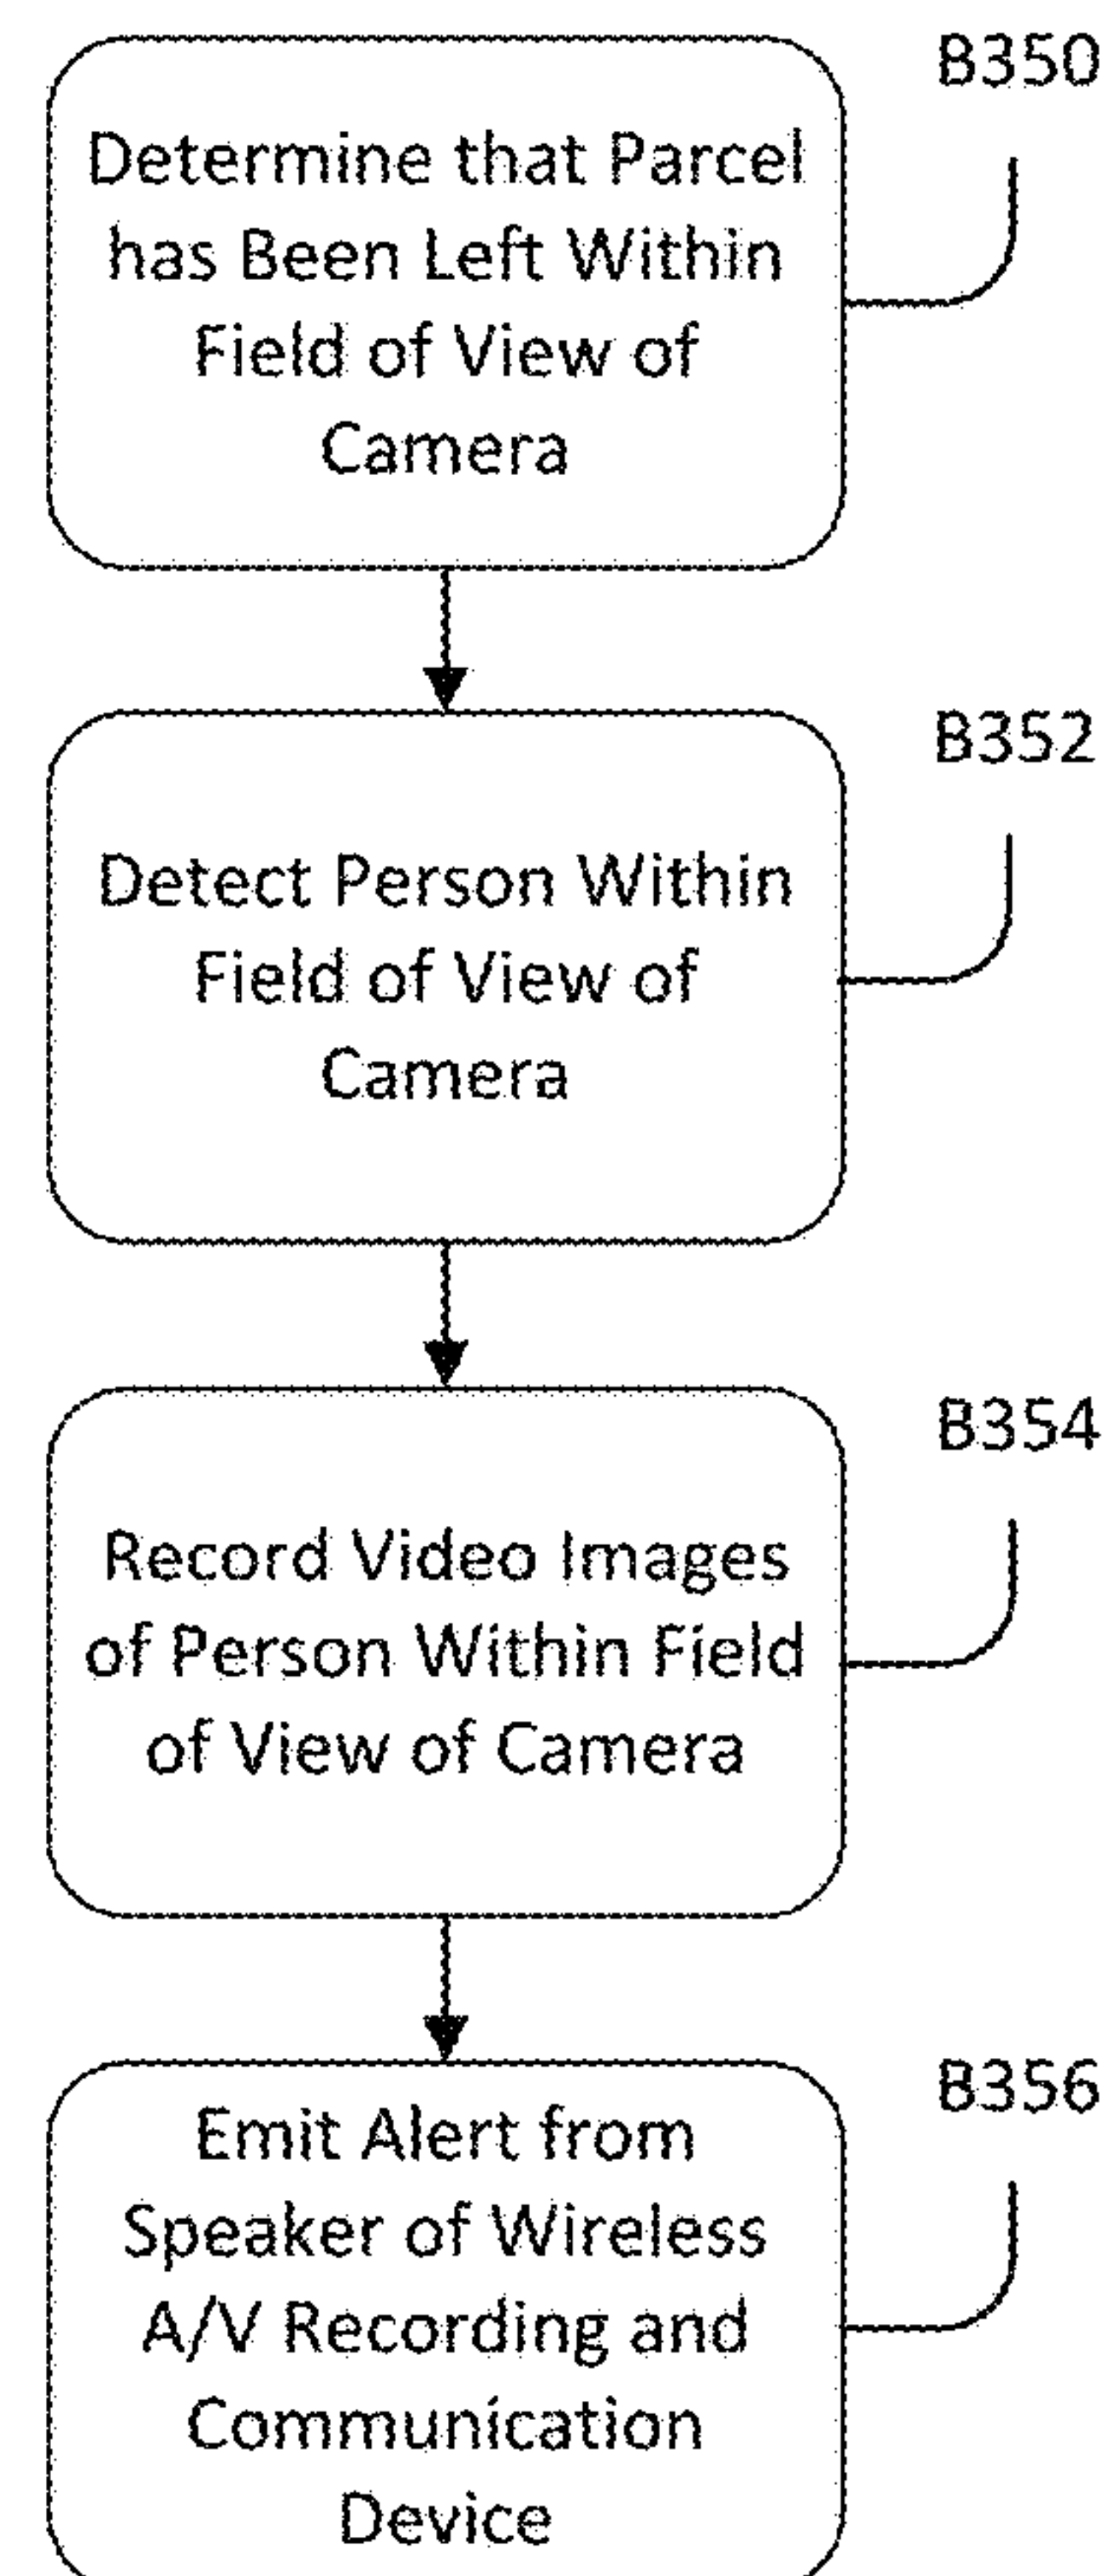 B350
Determine that Parcel
has Been Left Within
Field of View of
Camera
B352
Detect Person Within
Field of View of
Camera
B354
Record Video Images
of Person Within Field
of View of Camera
B356
Emit Alert from
Speaker of Wireless
A/V Recording and
Communication
Device